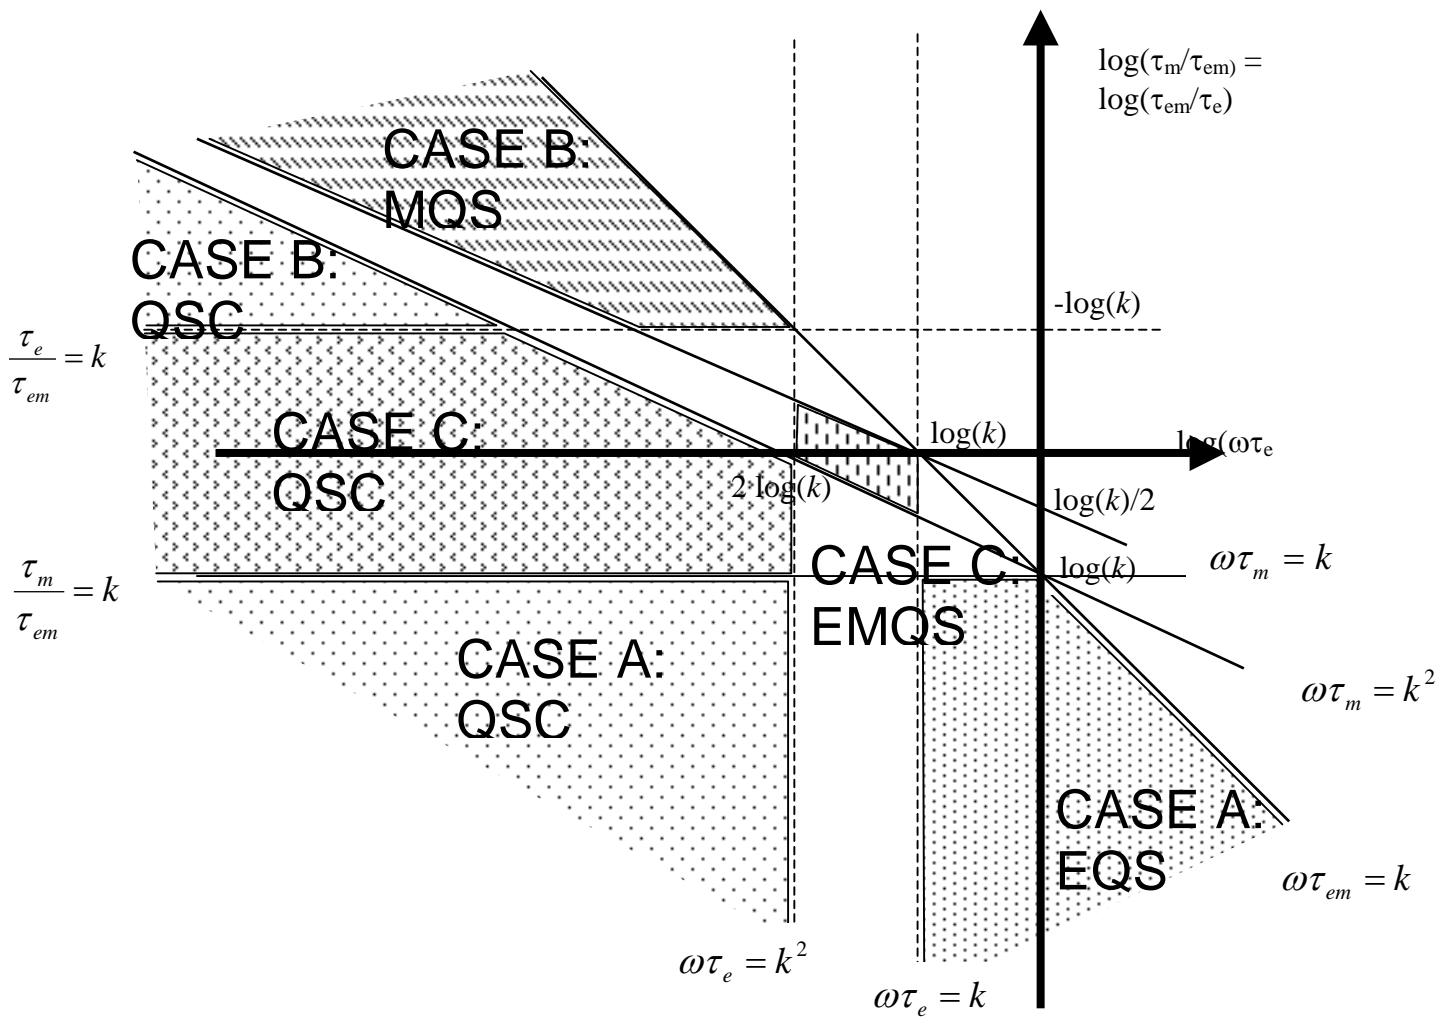 log(τm/τem) =
log(τem/τe)
CASE B:
MQS
CASE B:
QSC
-log(k)
τe/τem = k
CASE C:
QSC
log(k)
log(ωτe
2 log(k)
log(k)/2
CASE C:
EMQS
log(k)
ωτm = k
τm/τem = k
CASE A:
QSC
ωτm = k²
CASE A:
EQS
ωτem = k
ωτe = k²
ωτe = k